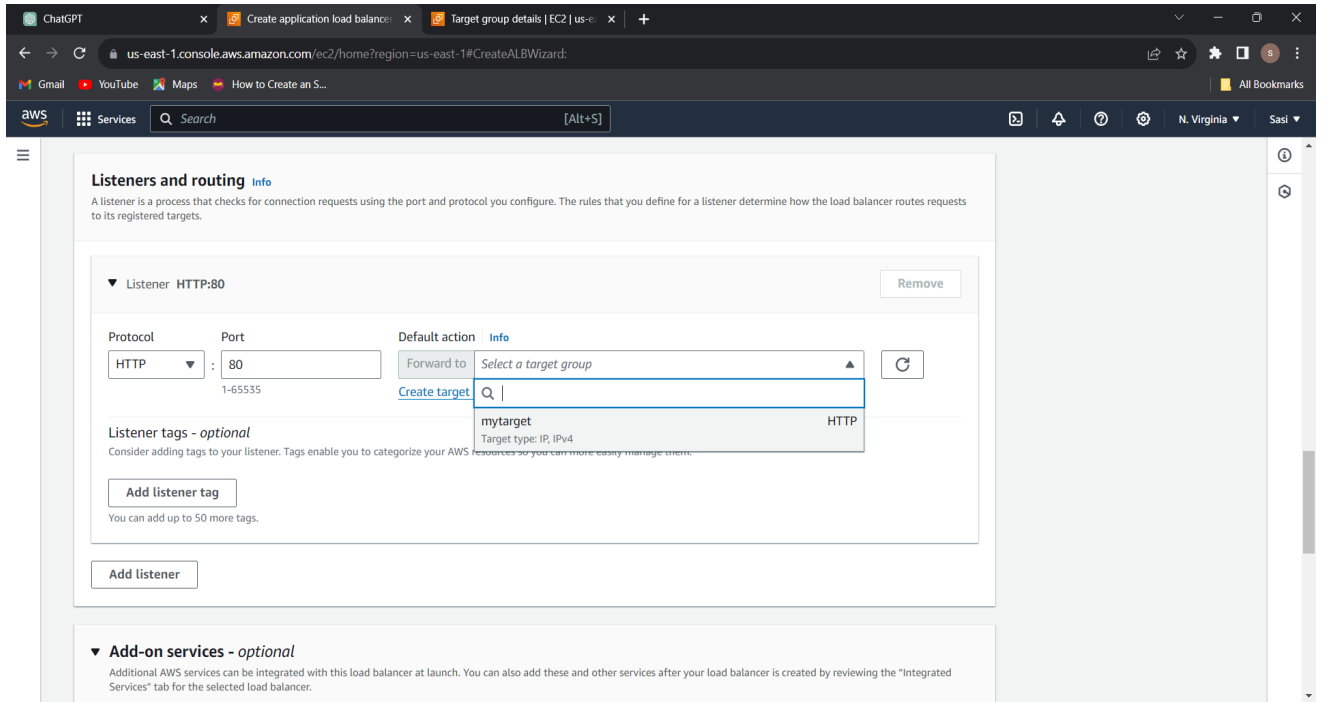 ChatGPT
Create application load balancer
Target group details | EC2 | us-ea
us-east-1.console.aws.amazon.com/ec2/home?region=us-east-1#CreateALBWizard:
S
Gmail
YouTube
Maps
How to Create an S...
All Bookmarks
aws
Services
Search
[Alt+S]
N. Virginia
Sasi
Listeners and routing Info
A listener is a process that checks for connection requests using the port and protocol you configure. The rules that you define for a listener determine how the load balancer routes requests
to its registered targets.
Listener HTTP:80
Remove
Protocol
Port
Default action
Info
HTTP
:
80
Forward to
Select a target group
1-65535
Create target
mytarget
HTTP
Target type: IP, IPv4
Listener tags - optional
Consider adding tags to your listener. Tags enable you to categorize your AWS resources so you can more easily manage them.
Add listener tag
You can add up to 50 more tags.
Add listener
Add-on services - optional
Additional AWS services can be integrated with this load balancer at launch. You can also add these and other services after your load balancer is created by reviewing the "Integrated
Services" tab for the selected load balancer.